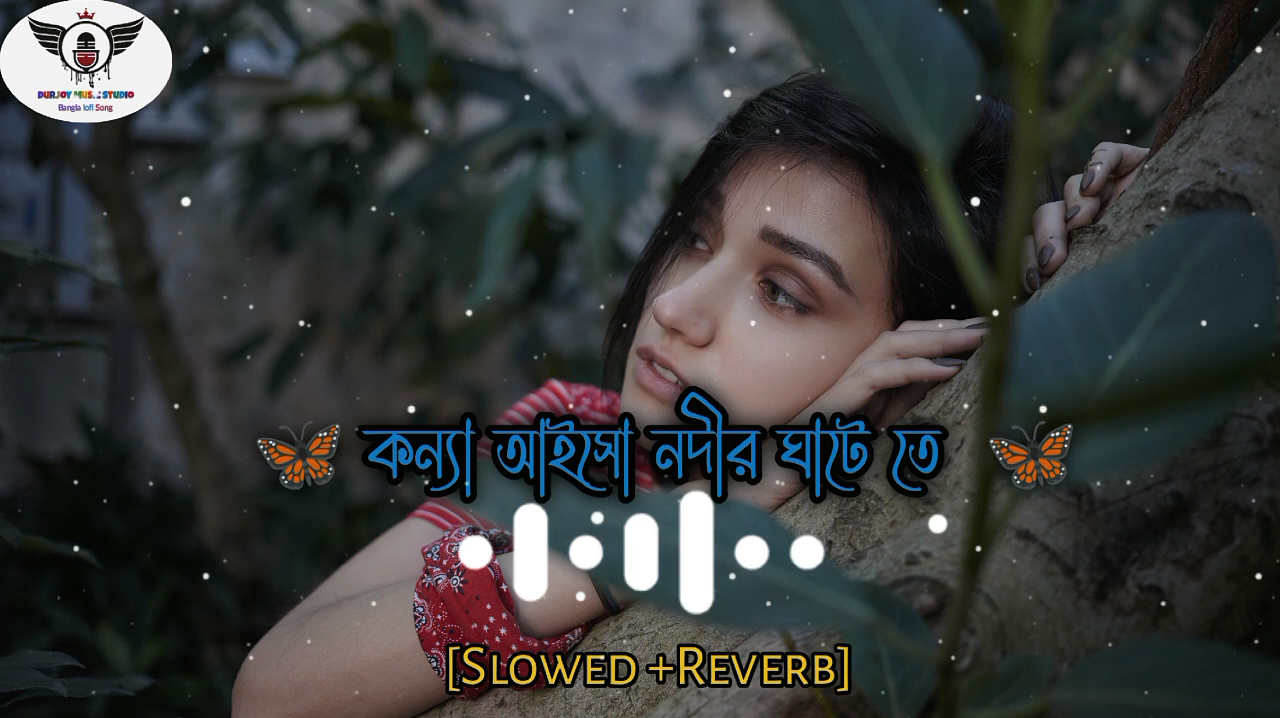 DURJOY MUSIC STUDIO
Bangla lofi Song
কন্যা আইসো নদীর ঘাটে তে
[SLOWED +REVERB]